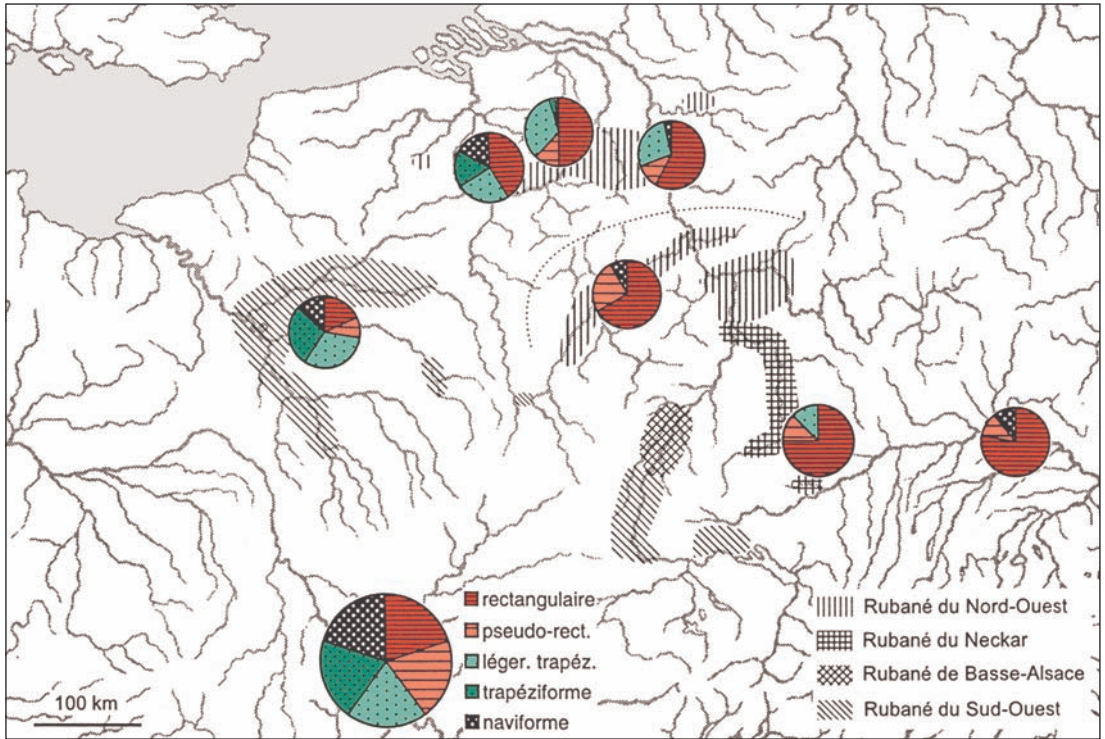 rectangulaire
pseudo-rect.
léger. trapéz.
trapéziforme
naviforme
100 km
Rubané du Nord-Ouest
Rubané du Neckar
Rubané de Basse-Alsace
Rubané du Sud-Ouest